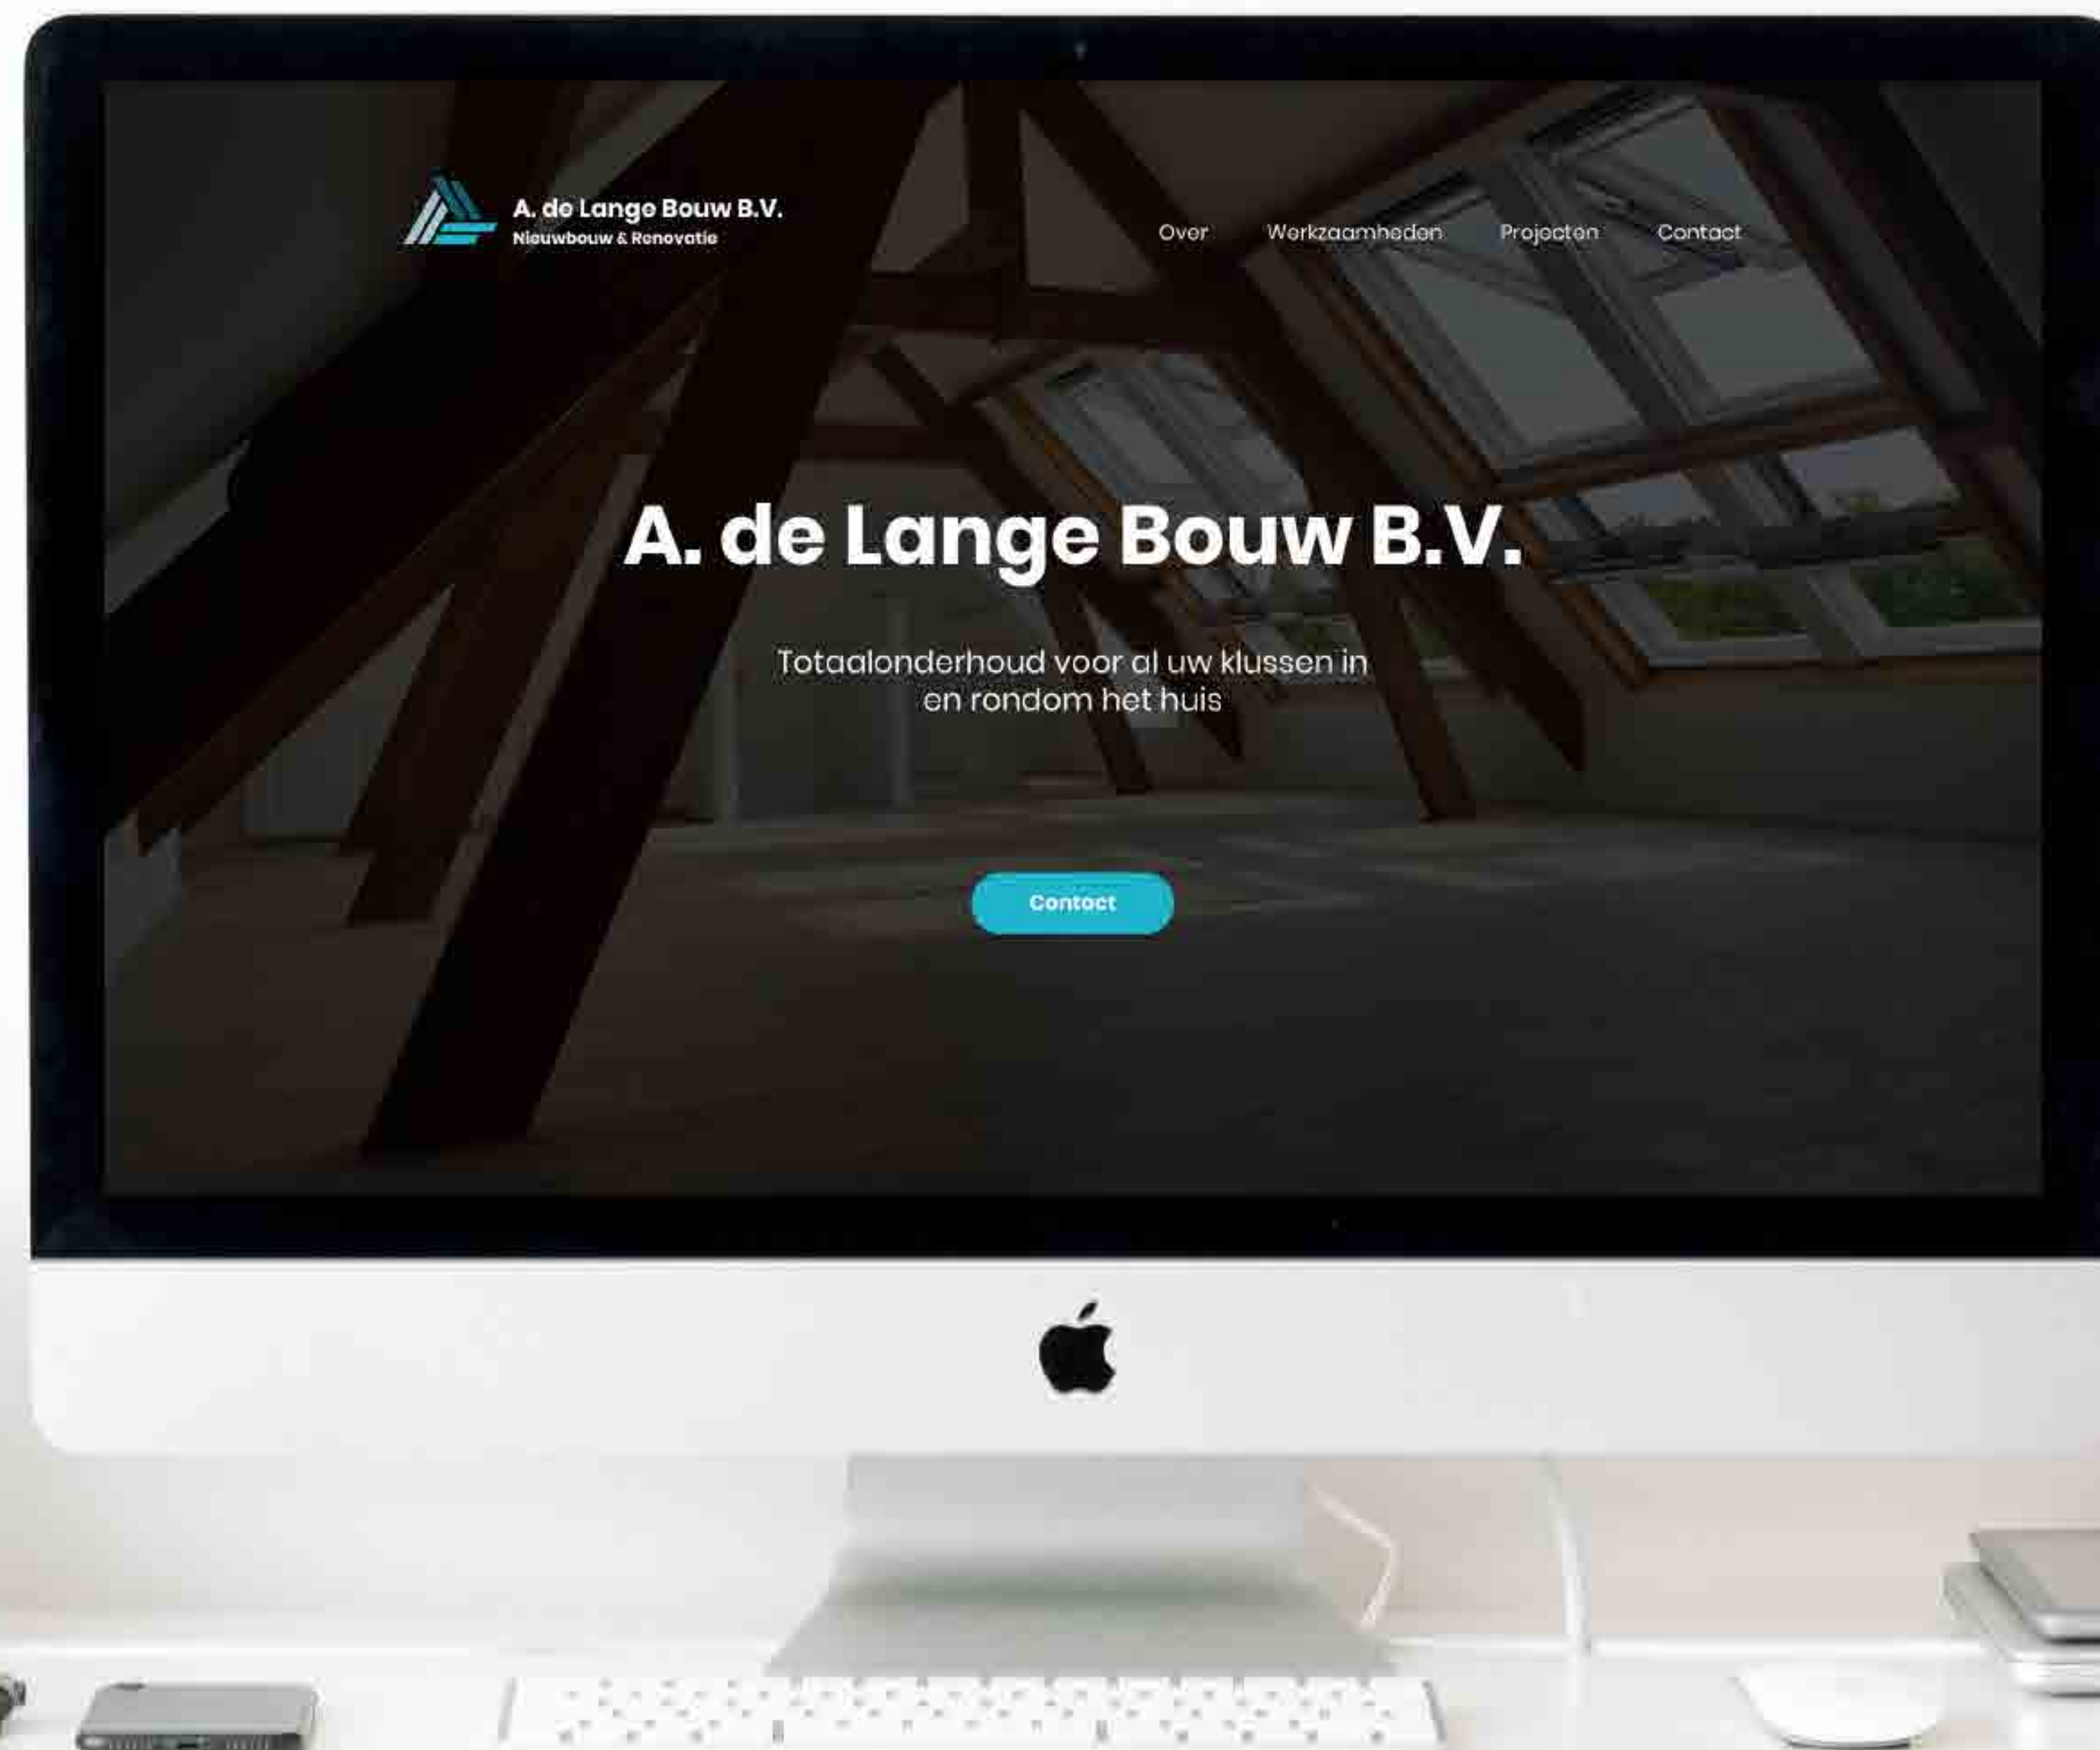 A. de Lange Bouw B.V.
Nieuwbouw & Renovatie
Over Werkzaamheden Projecten Contact
A. de Lange Bouw B.V.
Totaalonderhoud voor al uw klussen in
en rondom het huis
Contact